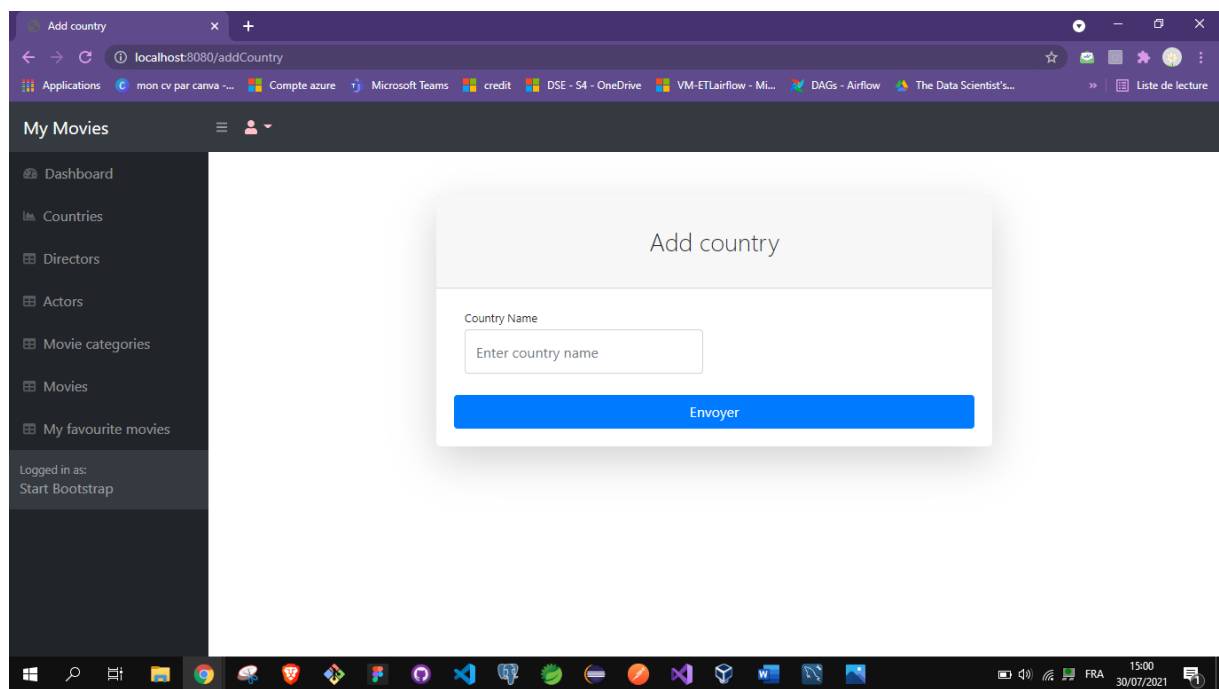 Add country
localhost:8080/addCountry
Applications mon cv par canva -... Compte azure Microsoft Teams credit DSE - S4 - OneDrive VM-ETLairflow - Mi... DAGs - Airflow The Data Scientist's... » Liste de lecture
My Movies
Dashboard
Countries
Directors
Actors
Movie categories
Movies
My favourite movies
Logged in as:
Start Bootstrap
Add country
Country Name
Enter country name
Envoyer
FRA
15:00
30/07/2021